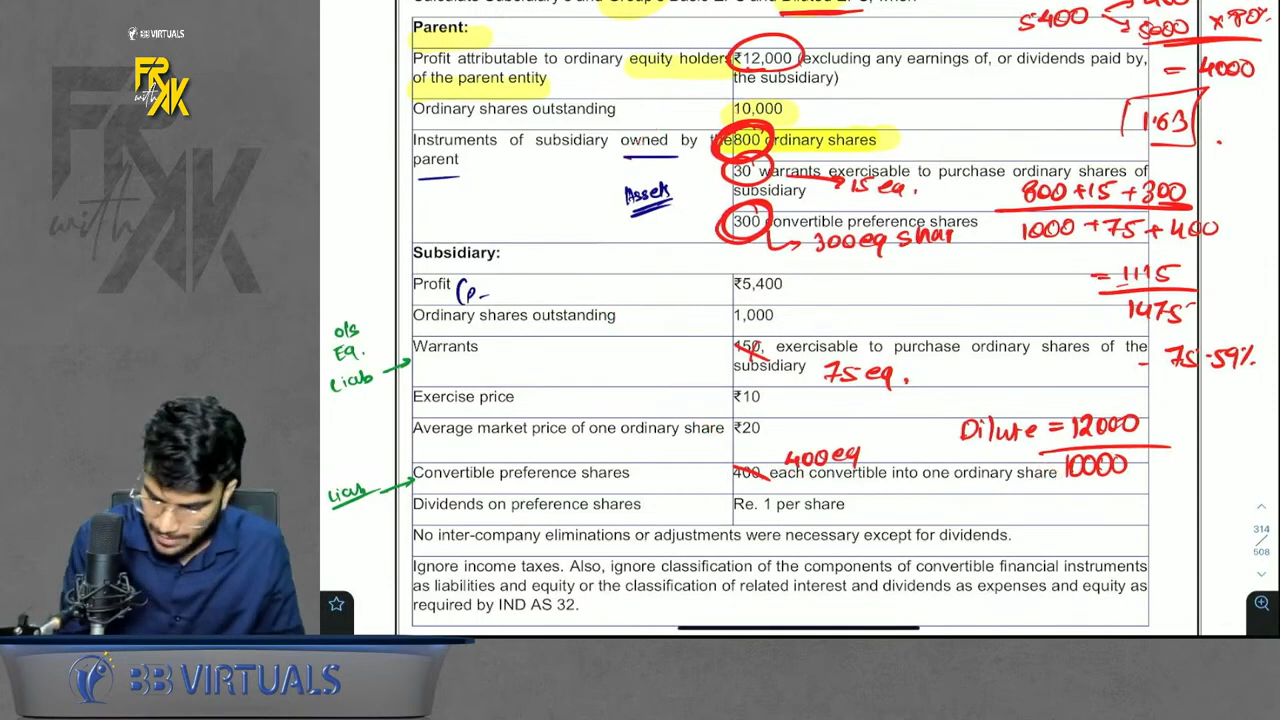 BB VIRTUALS
FR
with
AK
Parent:
Profit attributable to ordinary equity holders of the parent entity
₹12,000 (excluding any earnings of, or dividends paid by, the subsidiary)
Ordinary shares outstanding
10,000
Instruments of subsidiary owned by the parent
800 ordinary shares
30 warrants exercisable to purchase ordinary shares of subsidiary
15 eq.
300 convertible preference shares
300 eq shar
Assets
Subsidiary:
Profit (p-
₹5,400
Ordinary shares outstanding
1,000
Warrants
150, exercisable to purchase ordinary shares of the subsidiary
75 eq.
Exercise price
₹10
Average market price of one ordinary share
₹20
400 eq
Convertible preference shares
400, each convertible into one ordinary share
Dividends on preference shares
Re. 1 per share
No inter-company eliminations or adjustments were necessary except for dividends.
Ignore income taxes. Also, ignore classification of the components of convertible financial instruments
as liabilities and equity or the classification of related interest and dividends as expenses and equity as
required by IND AS 32.
5400
5000 × 80%
= 4000
1.63
800 + 15 + 300
1000 + 75 + 400
= 1115
1475
- 75.59%
Dilute = 12000
10000
o/s
Eq.
Liab
Liab
314
508
BB VIRTUALS